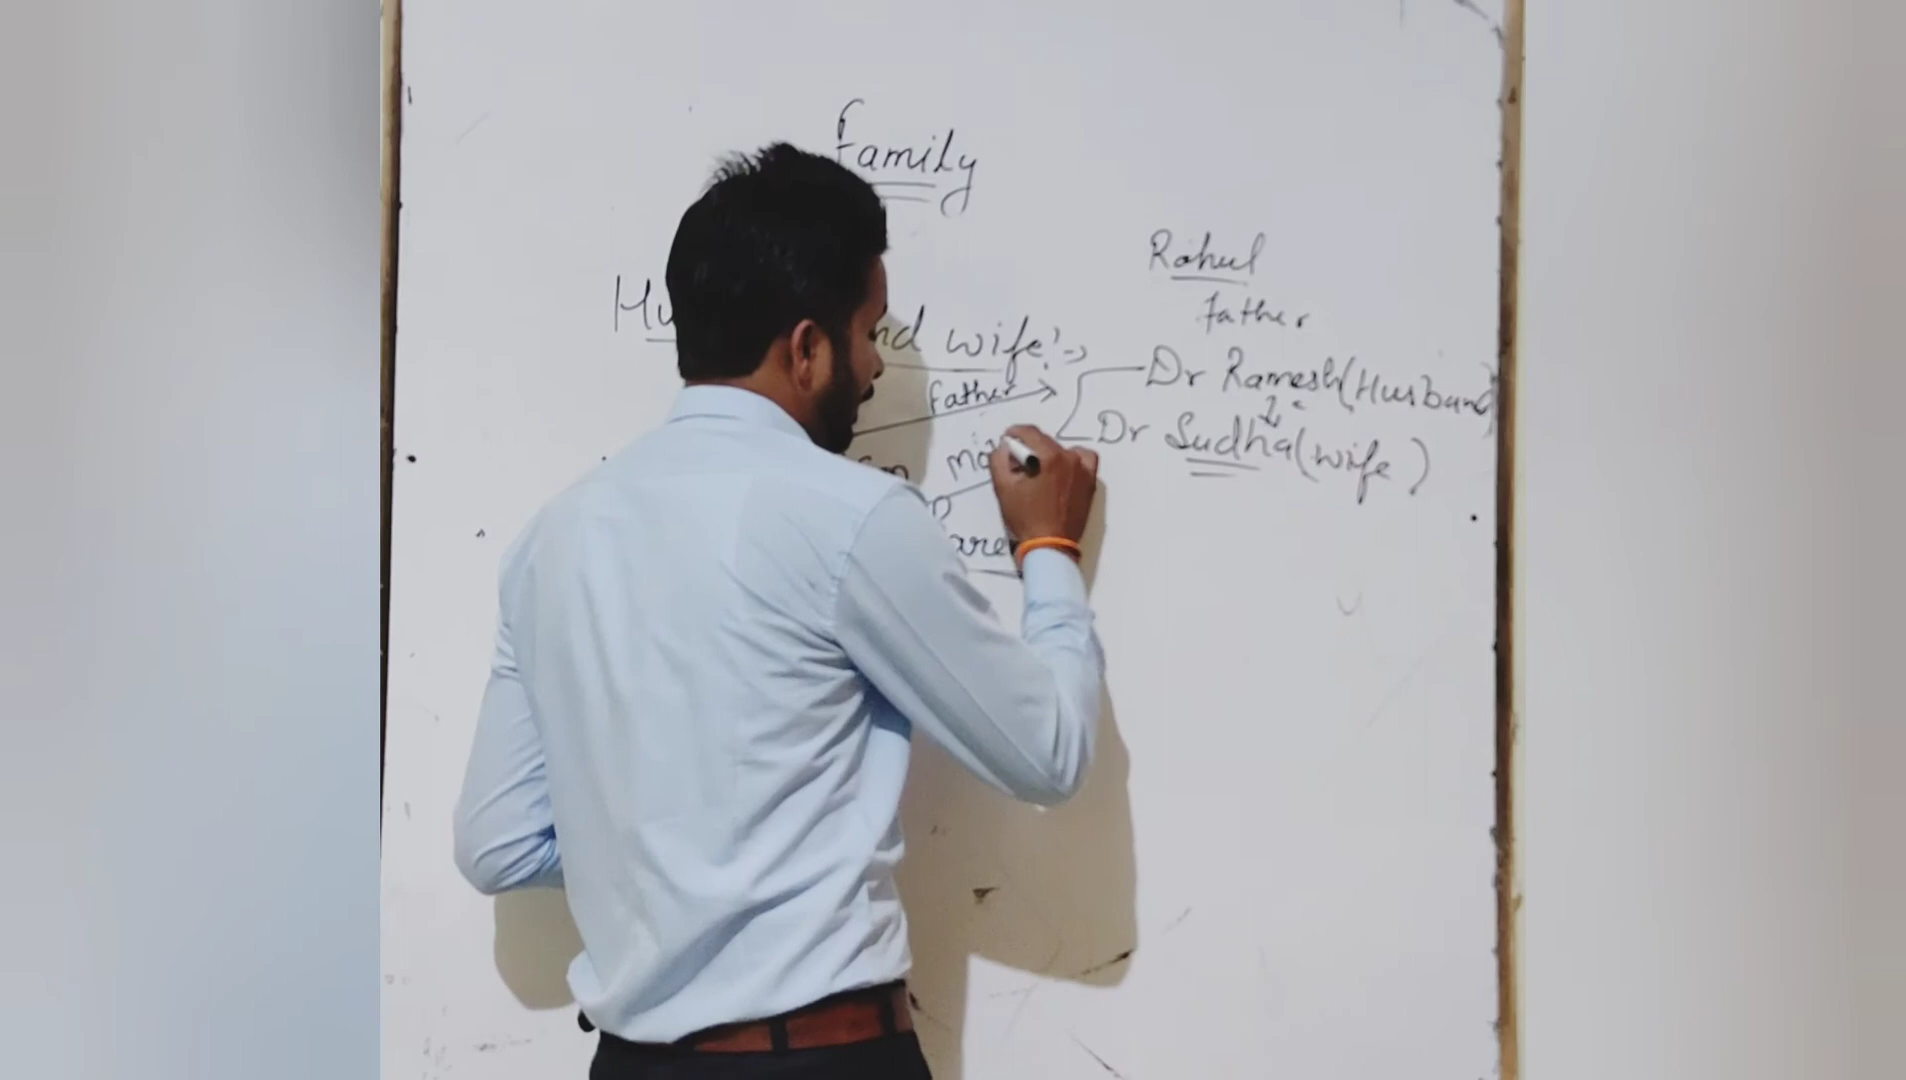 Family
Rahul
Father
Hu nd wife:->
father
Dr Ramesh (Husband)
Dr Sudha (wife)